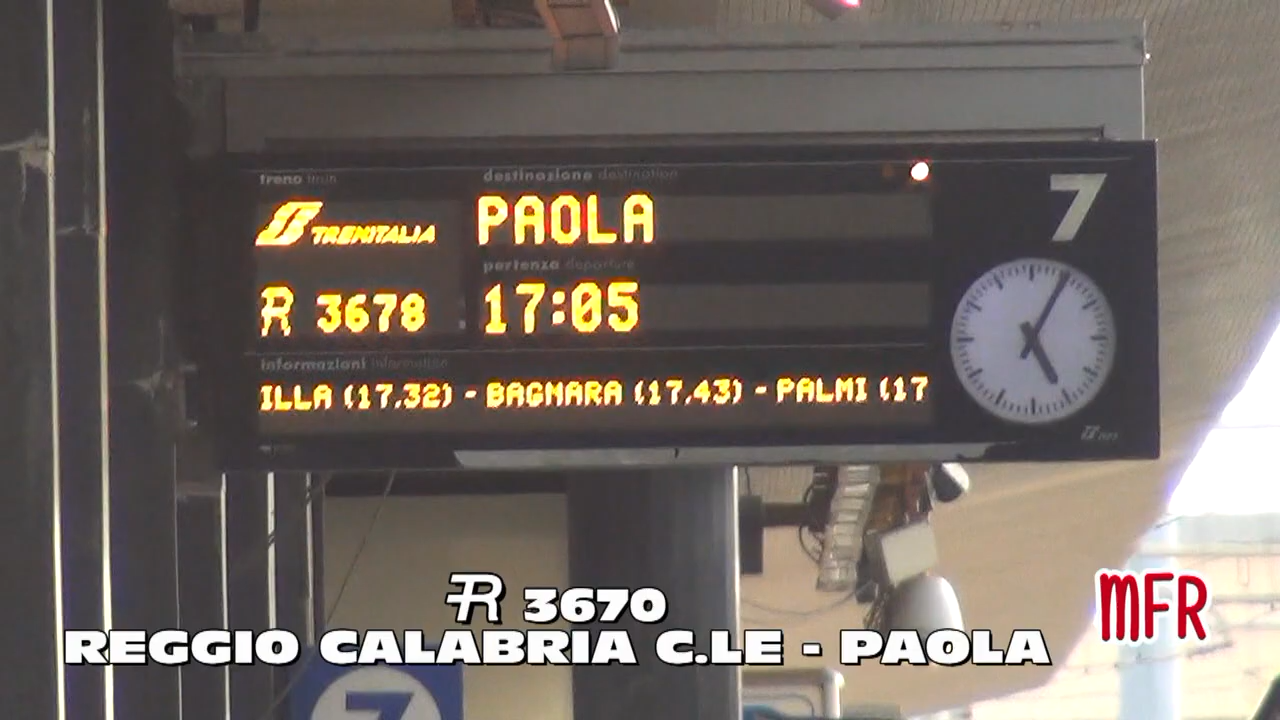 treno train
destinazione destination
TRENITALIA
PAOLA
7
partenza departure
R 3678
17:05
informazioni information
ILLA (17,32) - BAGNARA (17,43) - PALMI (17
R 3670
REGGIO CALABRIA C.LE - PAOLA
MFR
7